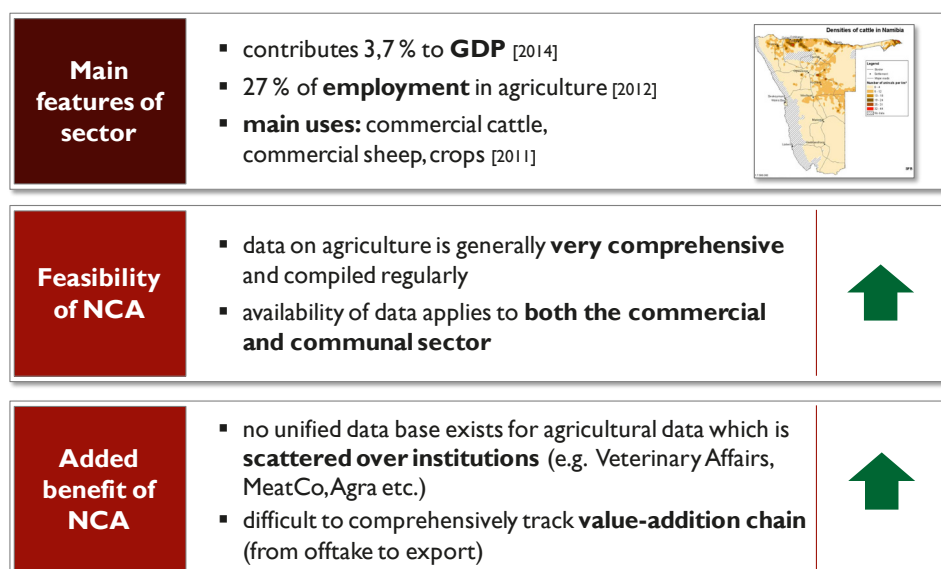 Main
features of
sector
▪ contributes 3,7 % to GDP [2014]
▪ 27 % of employment in agriculture [2012]
▪ main uses: commercial cattle,
commercial sheep, crops [2011]
Densities of cattle in Namibia
Legend
Feasibility
of NCA
▪ data on agriculture is generally very comprehensive
and compiled regularly
▪ availability of data applies to both the commercial
and communal sector
Added
benefit of
NCA
▪ no unified data base exists for agricultural data which is
scattered over institutions (e.g. Veterinary Affairs,
MeatCo, Agra etc.)
▪ difficult to comprehensively track value-addition chain
(from offtake to export)